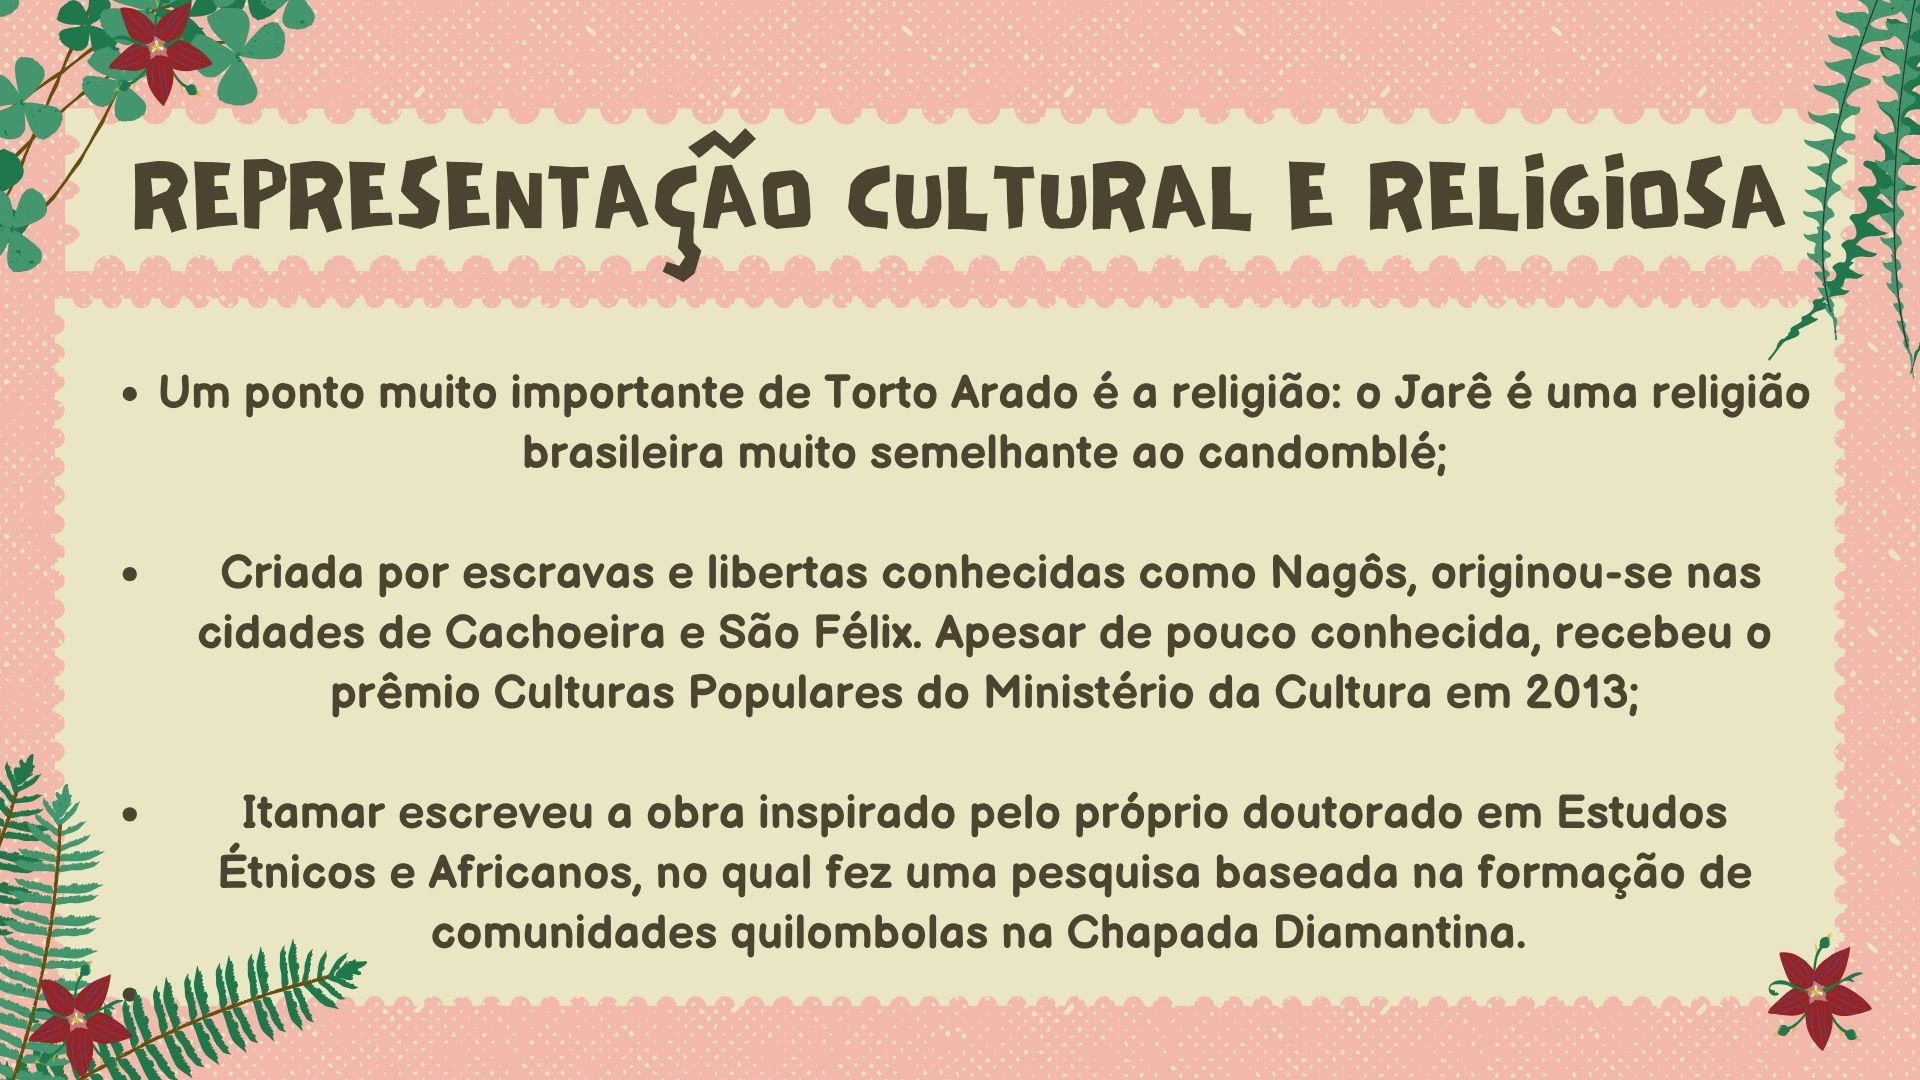 REPRESENTAÇÃO CULTURAL E RELIGIOSA
• Um ponto muito importante de Torto Arado é a religião: o Jarê é uma religião
brasileira muito semelhante ao candomblé;
• Criada por escravas e libertas conhecidas como Nagôs, originou-se nas
cidades de Cachoeira e São Félix. Apesar de pouco conhecida, recebeu o
prêmio Culturas Populares do Ministério da Cultura em 2013;
• Itamar escreveu a obra inspirado pelo próprio doutorado em Estudos
Étnicos e Africanos, no qual fez uma pesquisa baseada na formação de
comunidades quilombolas na Chapada Diamantina.